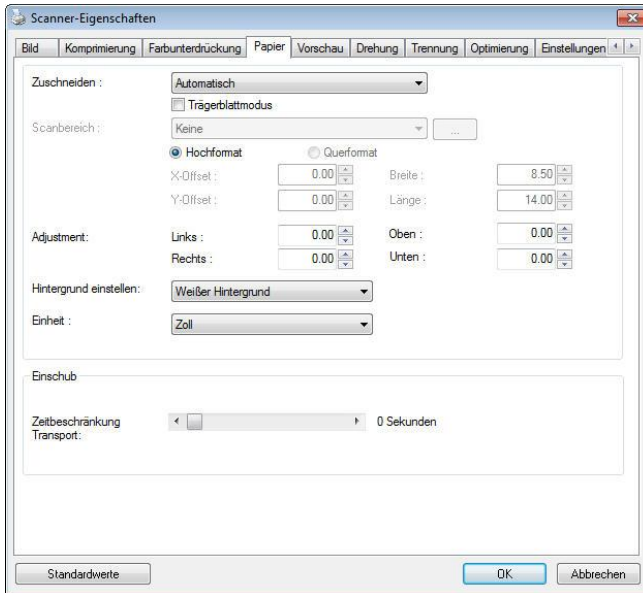 Scanner-Eigenschaften
Bild Komprimierung Farbunterdrückung Papier Vorschau Drehung Trennung Optimierung Einstellungen
Zuschneiden : Automatisch
Trägerblattmodus
Scanbereich : Keine ...
Hochformat Querformat
X-Offset : 0.00 Breite : 8.50
Y-Offset : 0.00 Länge : 14.00
Adjustment: Links : 0.00 Oben : 0.00
Rechts : 0.00 Unten : 0.00
Hintergrund einstellen: Weißer Hintergrund
Einheit : Zoll
Einschub
Zeitbeschränkung 0 Sekunden
Transport:
Standardwerte OK Abbrechen